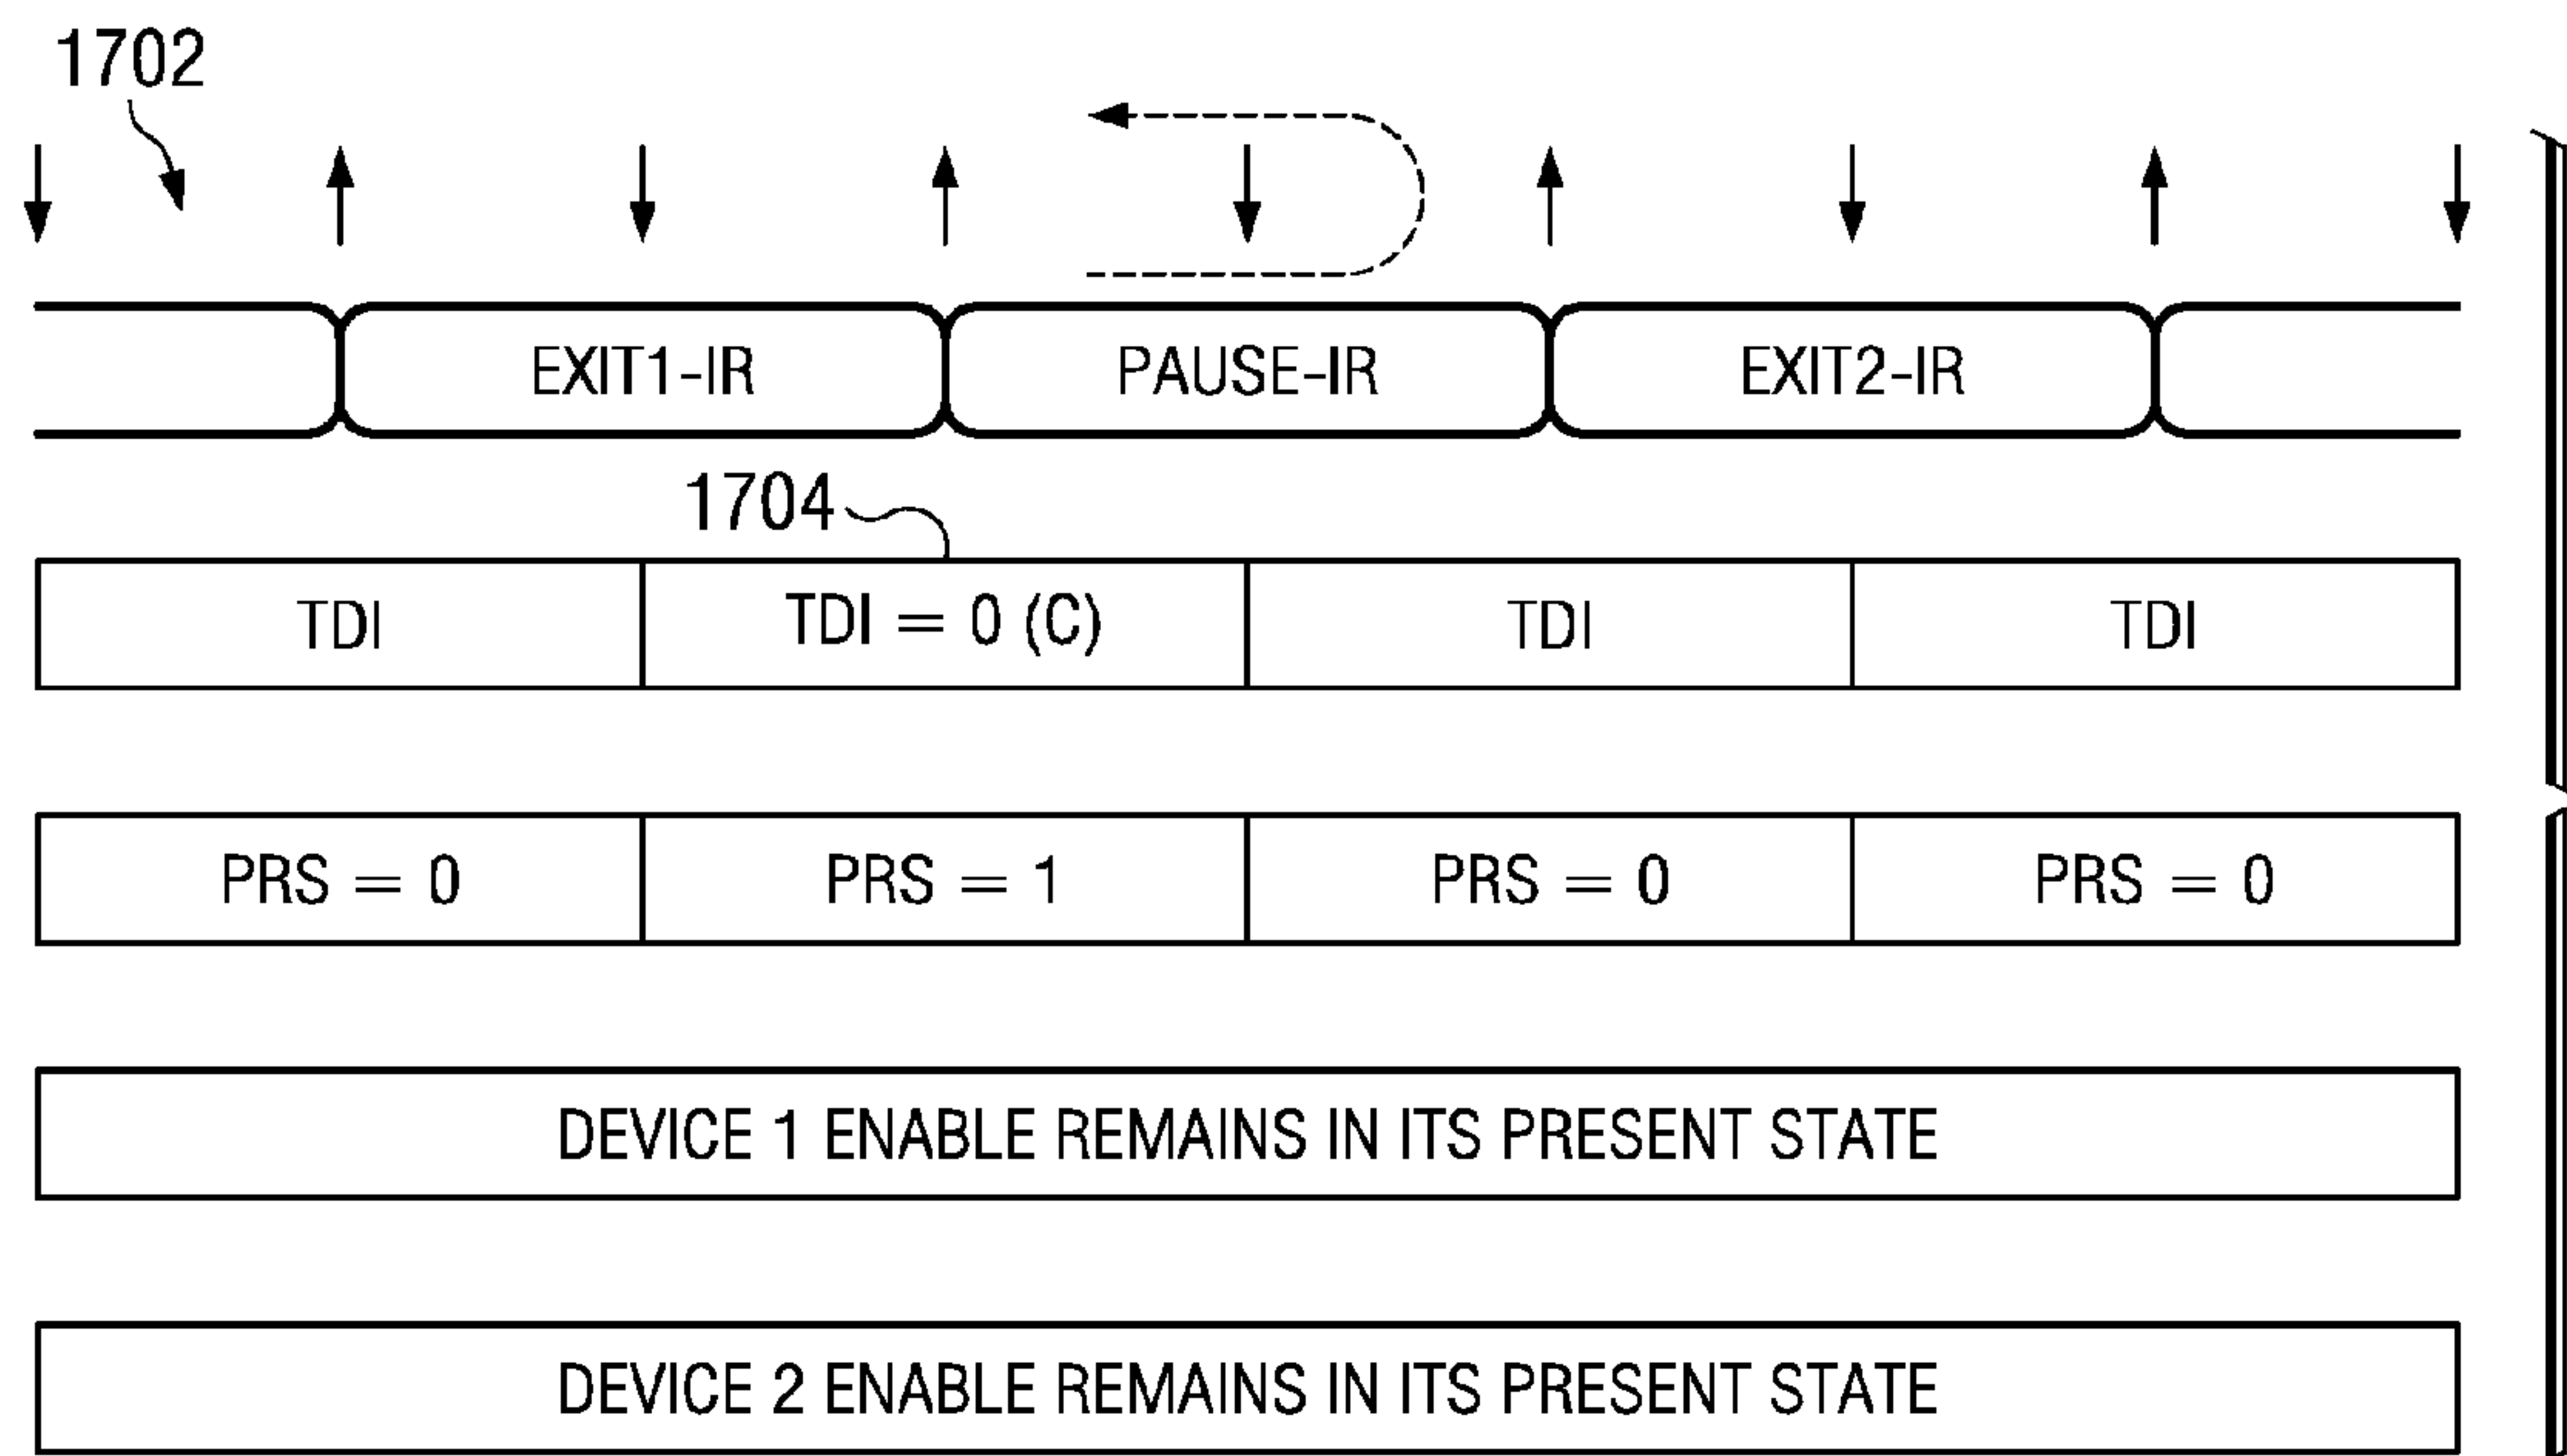 1702
EXIT1-IR PAUSE-IR EXIT2-IR
1704
TDI TDI = 0 (C) TDI TDI
PRS = 0 PRS = 1 PRS = 0 PRS = 0
DEVICE 1 ENABLE REMAINS IN ITS PRESENT STATE
DEVICE 2 ENABLE REMAINS IN ITS PRESENT STATE